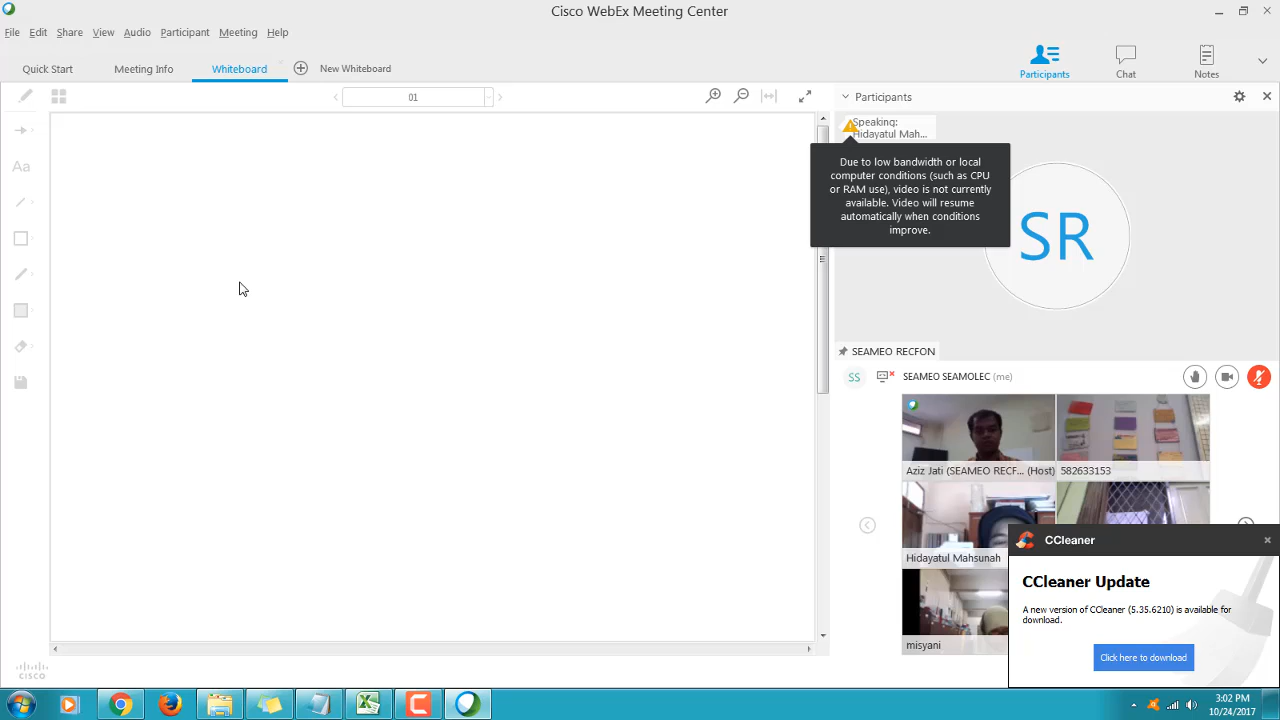 Cisco WebEx Meeting Center
File Edit Share View Audio Participant Meeting Help
Quick Start Meeting Info Whiteboard New Whiteboard
Participants Chat Notes
01
Participants
Speaking:
Hidayatul Mah...
Due to low bandwidth or local
computer conditions (such as CPU
or RAM use), video is not currently
available. Video will resume
automatically when conditions
improve.
SR
Aa
SEAMEO RECFON
SS SEAMEO SEAMOLEC (me)
Aziz Jati (SEAMEO RECF... (Host) 582633153
Hidayatul Mahsunah
misyani
CCleaner
CCleaner Update
A new version of CCleaner (5.35.6210) is available for
download.
Click here to download
CISCO
3:02 PM
10/24/2017